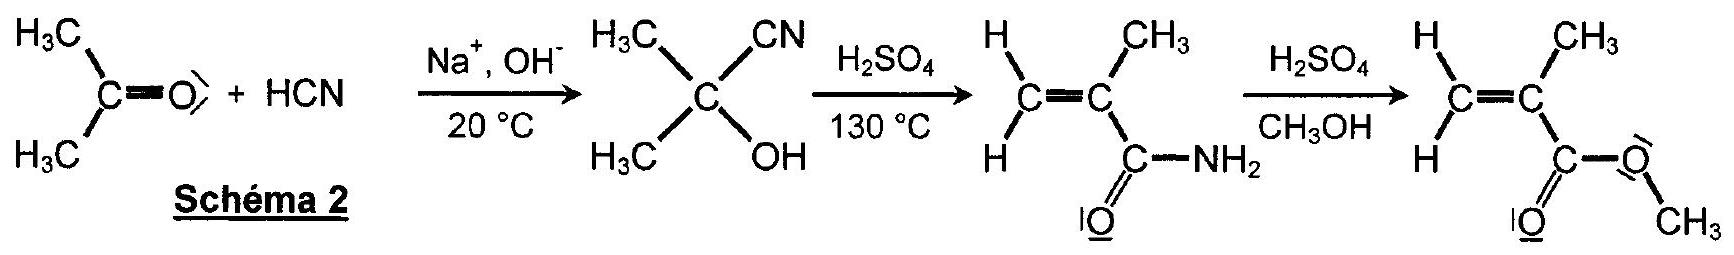 H₃C
C=O + HCN
H₃C
Na⁺, OH⁻
20 °C
H₃C CN
C
H₃C OH
H₂SO₄
130 °C
H CH₃
C=C
H C-NH₂
O
H₂SO₄
CH₃OH
H CH₃
C=C
H C-O
O CH₃
Schéma 2